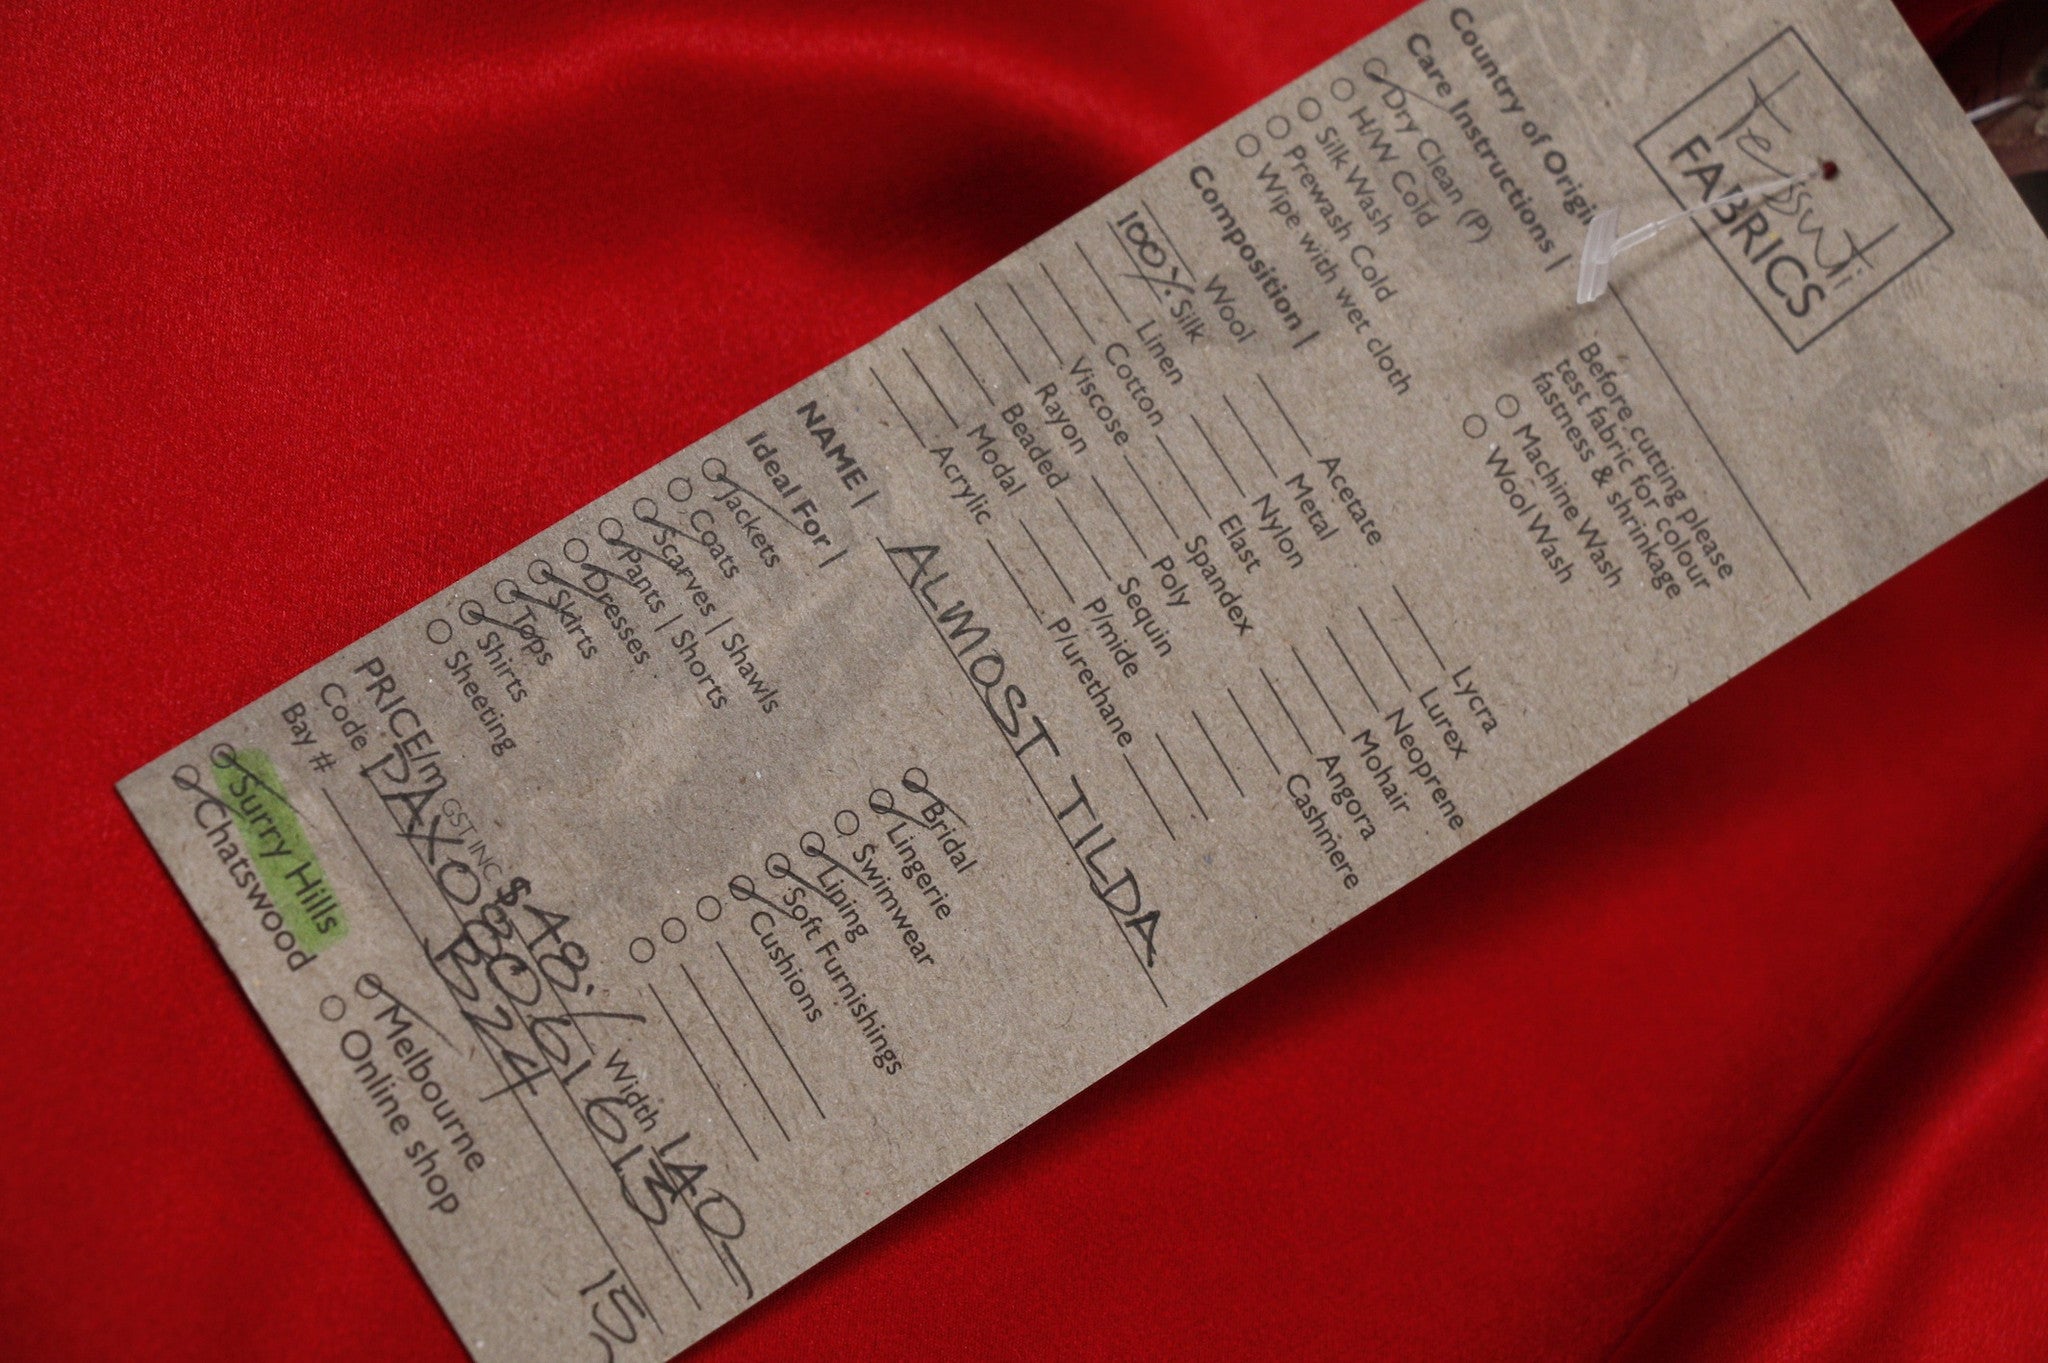 tessuti
FABRICS
Country of Origin
Care Instructions |
Dry Clean (P)
H/W Cold
Silk Wash
Prewash Cold
Wipe with wet cloth
Before cutting please
test fabric for colour
fastness & shrinkage
Machine Wash
Wool Wash
Composition |
Wool
100% Silk
Linen
Cotton
Viscose
Rayon
Beaded
Modal
Acrylic
Acetate
Metal
Nylon
Elast
Spandex
Poly
Sequin
P/mide
P/urethane
Lycra
Lurex
Neoprene
Mohair
Angora
Cashmere
NAME | ALMOST TILDA
Ideal For |
Jackets
Coats
Scarves | Shawls
Pants | Shorts
Dresses
Skirts
Tops
Shirts
Sheeting
Bridal
Lingerie
Swimwear
Lining
Soft Furnishings
Cushions
PRICE/m GST INC $48./ Width 140
Code PAX08061613
Bay # B24 15
Surry Hills
Chatswood
Melbourne
Online shop